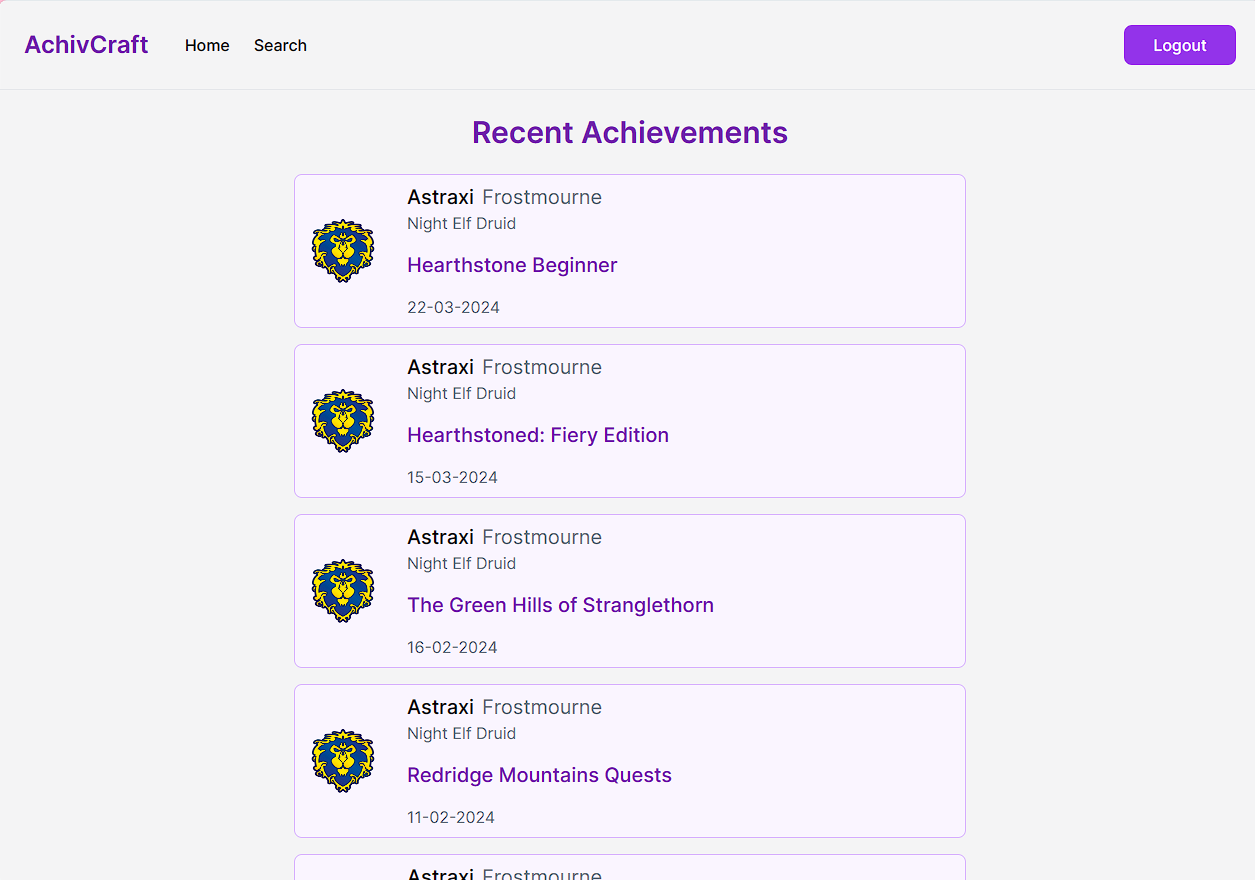 AchivCraft Home Search Logout
Recent Achievements
Astraxi Frostmourne
Night Elf Druid
Hearthstone Beginner
22-03-2024
Astraxi Frostmourne
Night Elf Druid
Hearthstoned: Fiery Edition
15-03-2024
Astraxi Frostmourne
Night Elf Druid
The Green Hills of Stranglethorn
16-02-2024
Astraxi Frostmourne
Night Elf Druid
Redridge Mountains Quests
11-02-2024
Astraxi Frostmourne